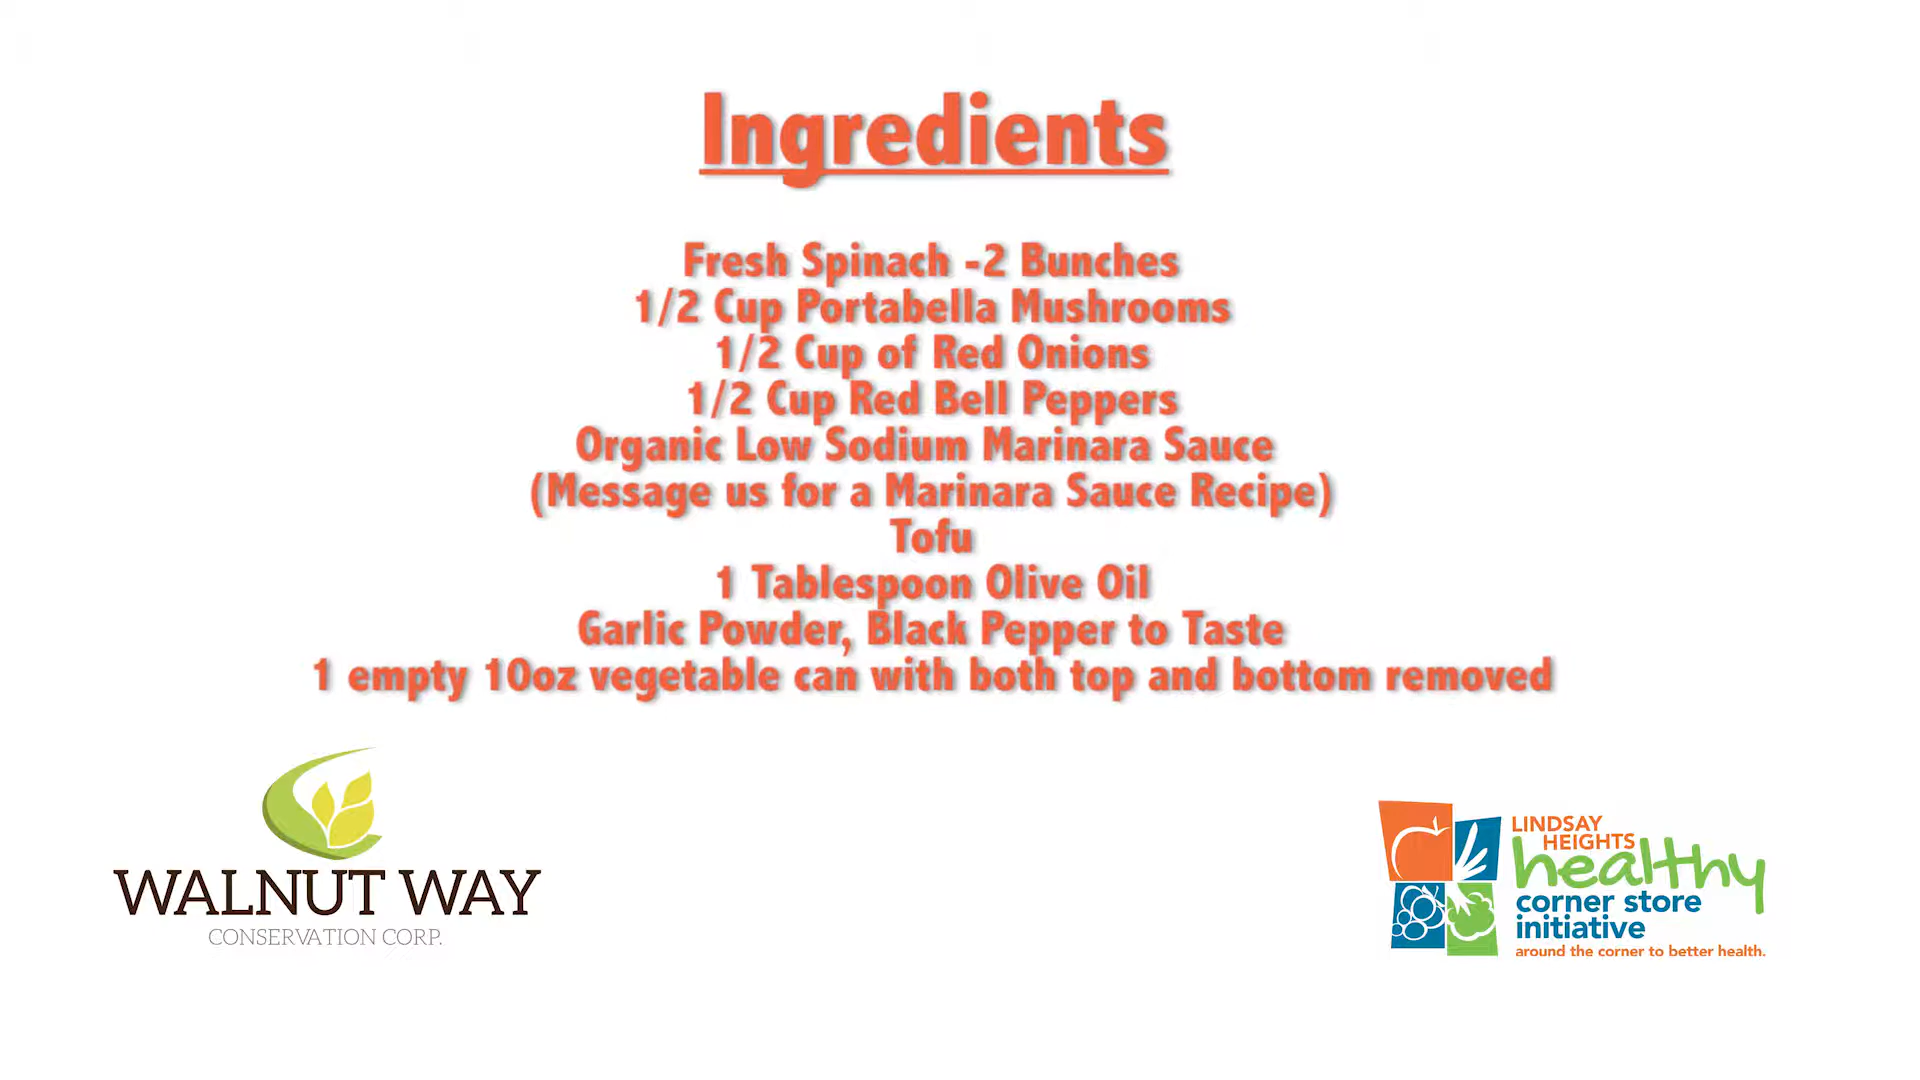 Ingredients
Fresh Spinach -2 Bunches
1/2 Cup Portabella Mushrooms
1/2 Cup of Red Onions
1/2 Cup Red Bell Peppers
Organic Low Sodium Marinara Sauce
(Message us for a Marinara Sauce Recipe)
Tofu
1 Tablespoon Olive Oil
Garlic Powder, Black Pepper to Taste
1 empty 10oz vegetable can with both top and bottom removed
WALNUT WAY
CONSERVATION CORP.
LINDSAY
HEIGHTS
healthy
corner store
initiative
around the corner to better health.